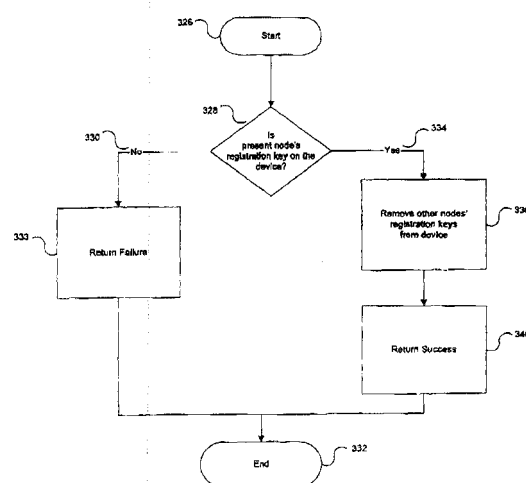 326
Start
328
Is
present node's
registration key on the
device?
330
No
334
Yes
333
Return Failure
Remove other nodes'
registration keys
from device
Return Success
332
End